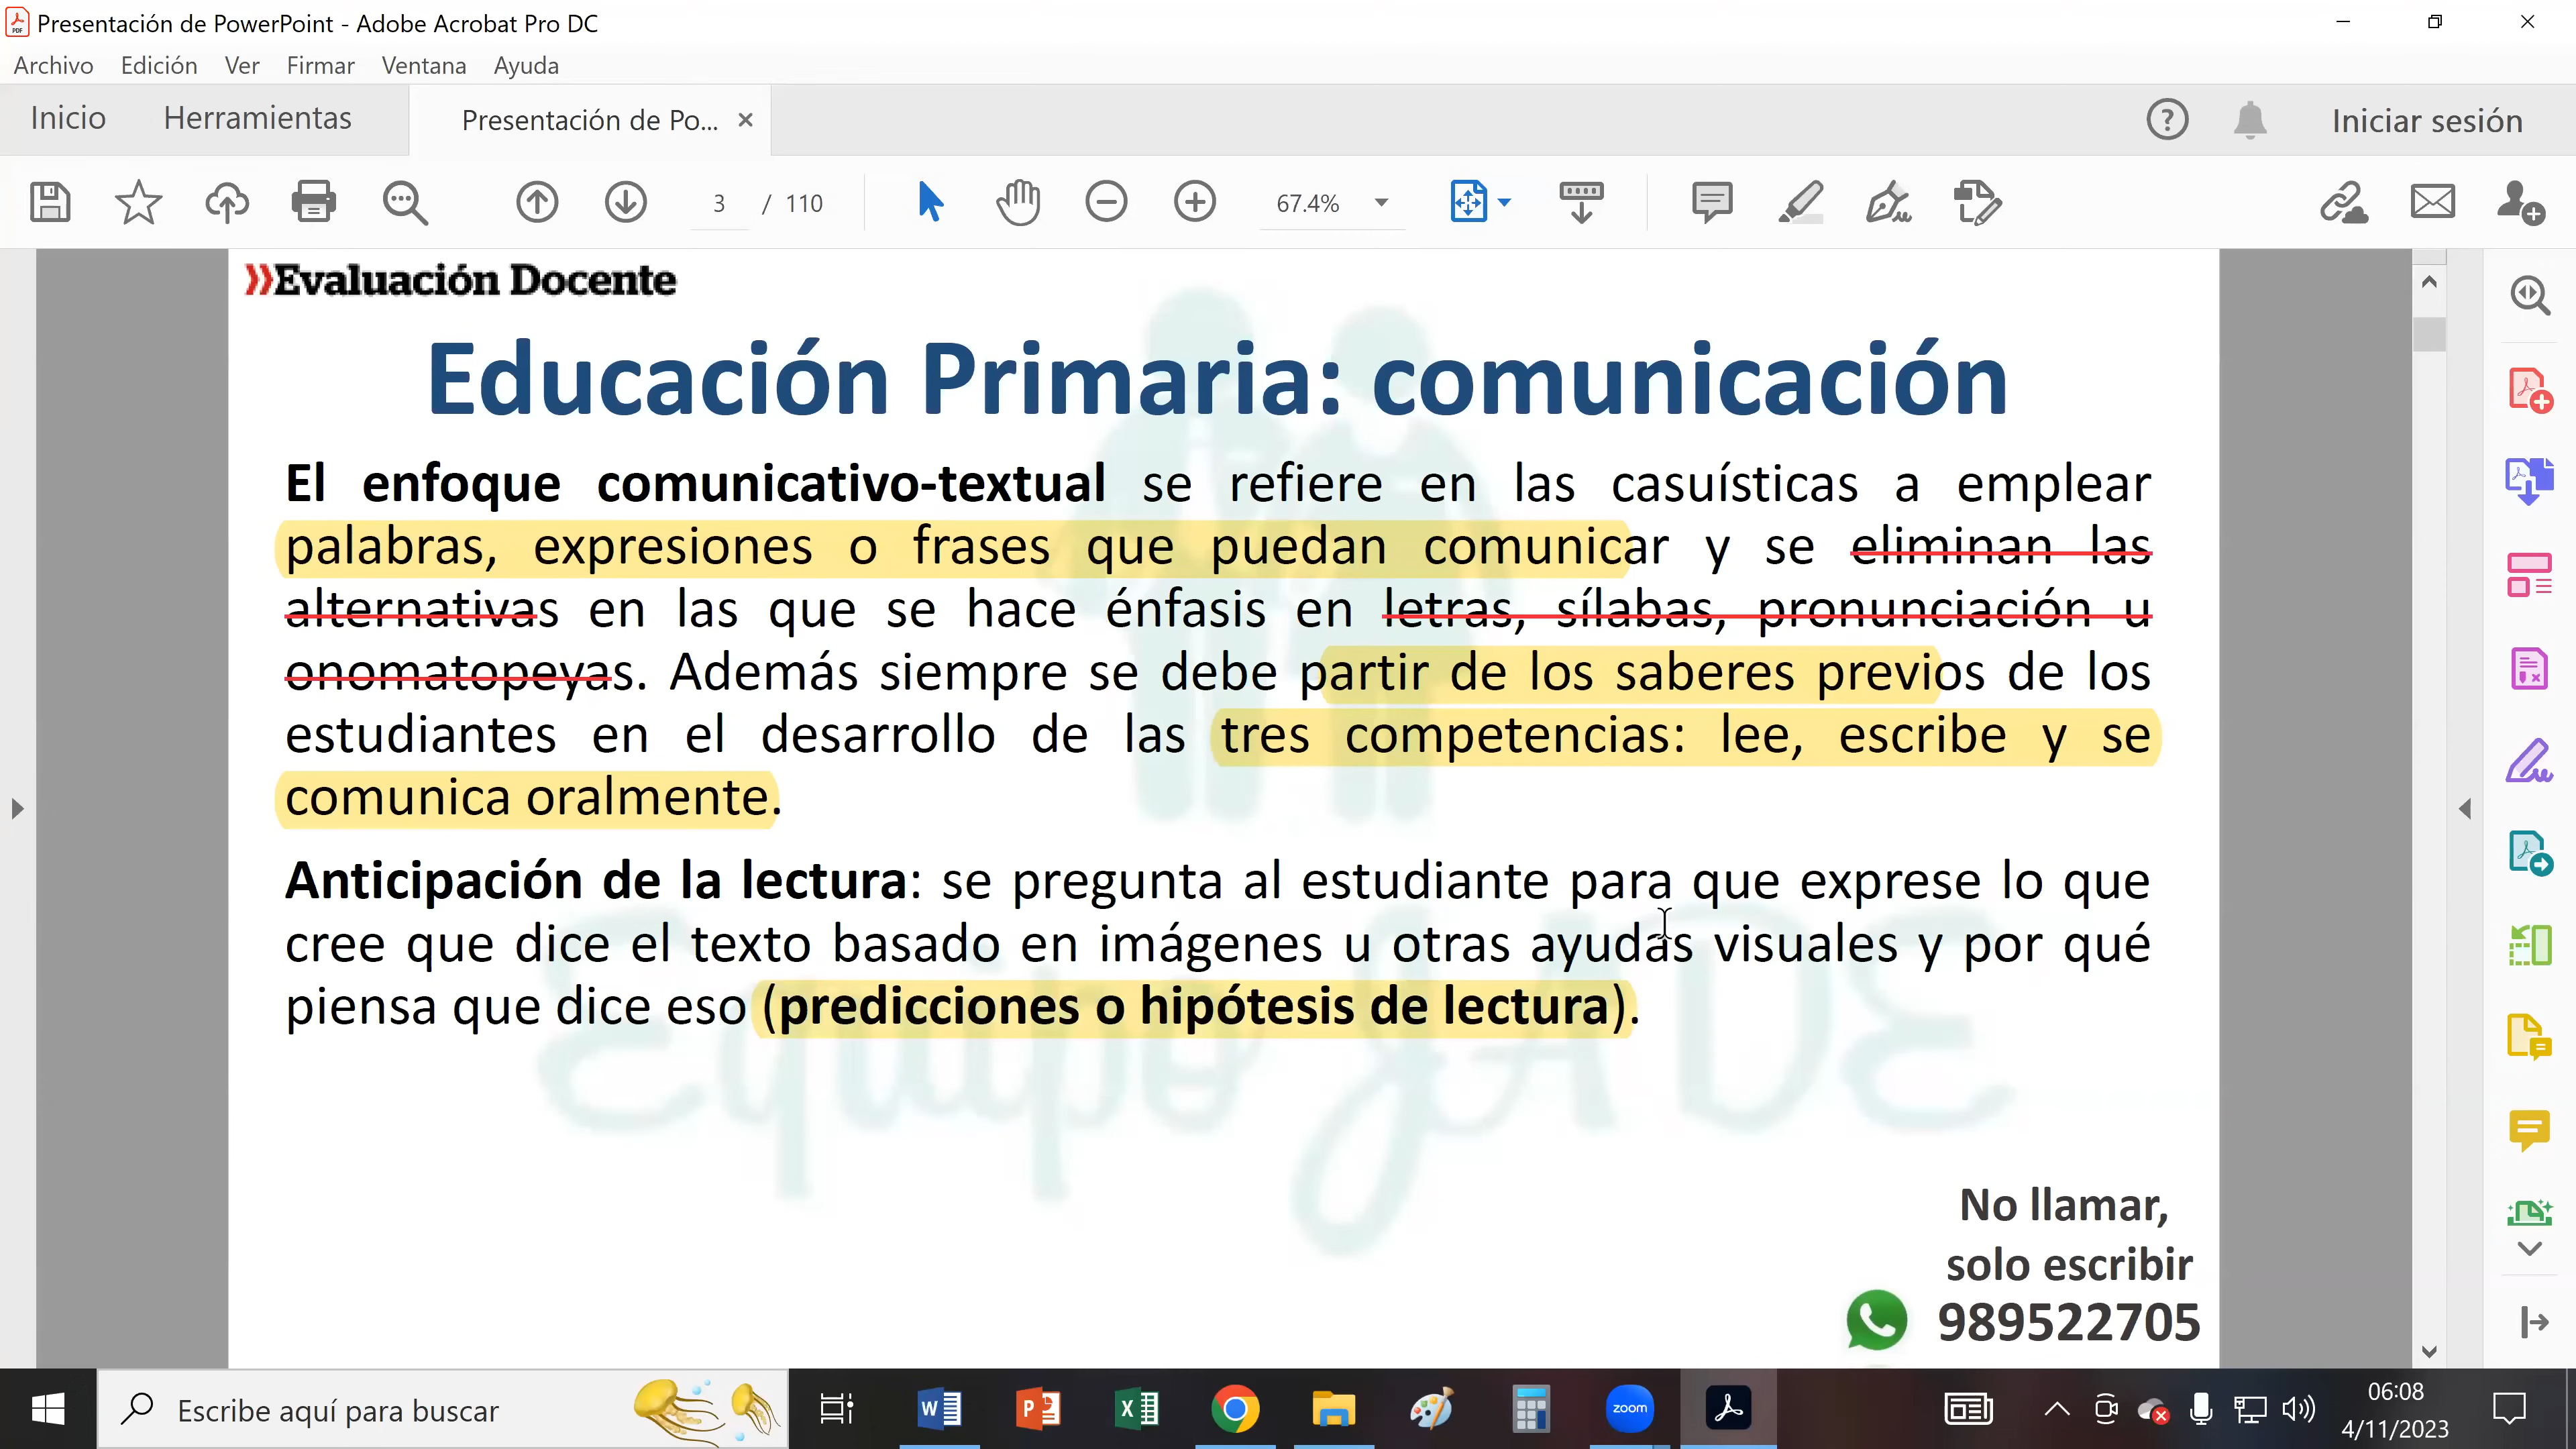 Presentación de PowerPoint - Adobe Acrobat Pro DC
Archivo Edición Ver Firmar Ventana Ayuda
Inicio Herramientas Presentación de Po... Iniciar sesión
3 / 110 67.4%
Evaluación Docente
Educación Primaria: comunicación
El enfoque comunicativo-textual se refiere en las casuísticas a emplear
palabras, expresiones o frases que puedan comunicar y se eliminan las
alternativas en las que se hace énfasis en letras, sílabas, pronunciación u
onomatopeyas. Además siempre se debe partir de los saberes previos de los
estudiantes en el desarrollo de las tres competencias: lee, escribe y se
comunica oralmente.
Anticipación de la lectura: se pregunta al estudiante para que exprese lo que
cree que dice el texto basado en imágenes u otras ayudas visuales y por qué
piensa que dice eso (predicciones o hipótesis de lectura).
Equipo JADE
No llamar,
solo escribir
989522705
Escribe aquí para buscar
zoom
06:08
4/11/2023